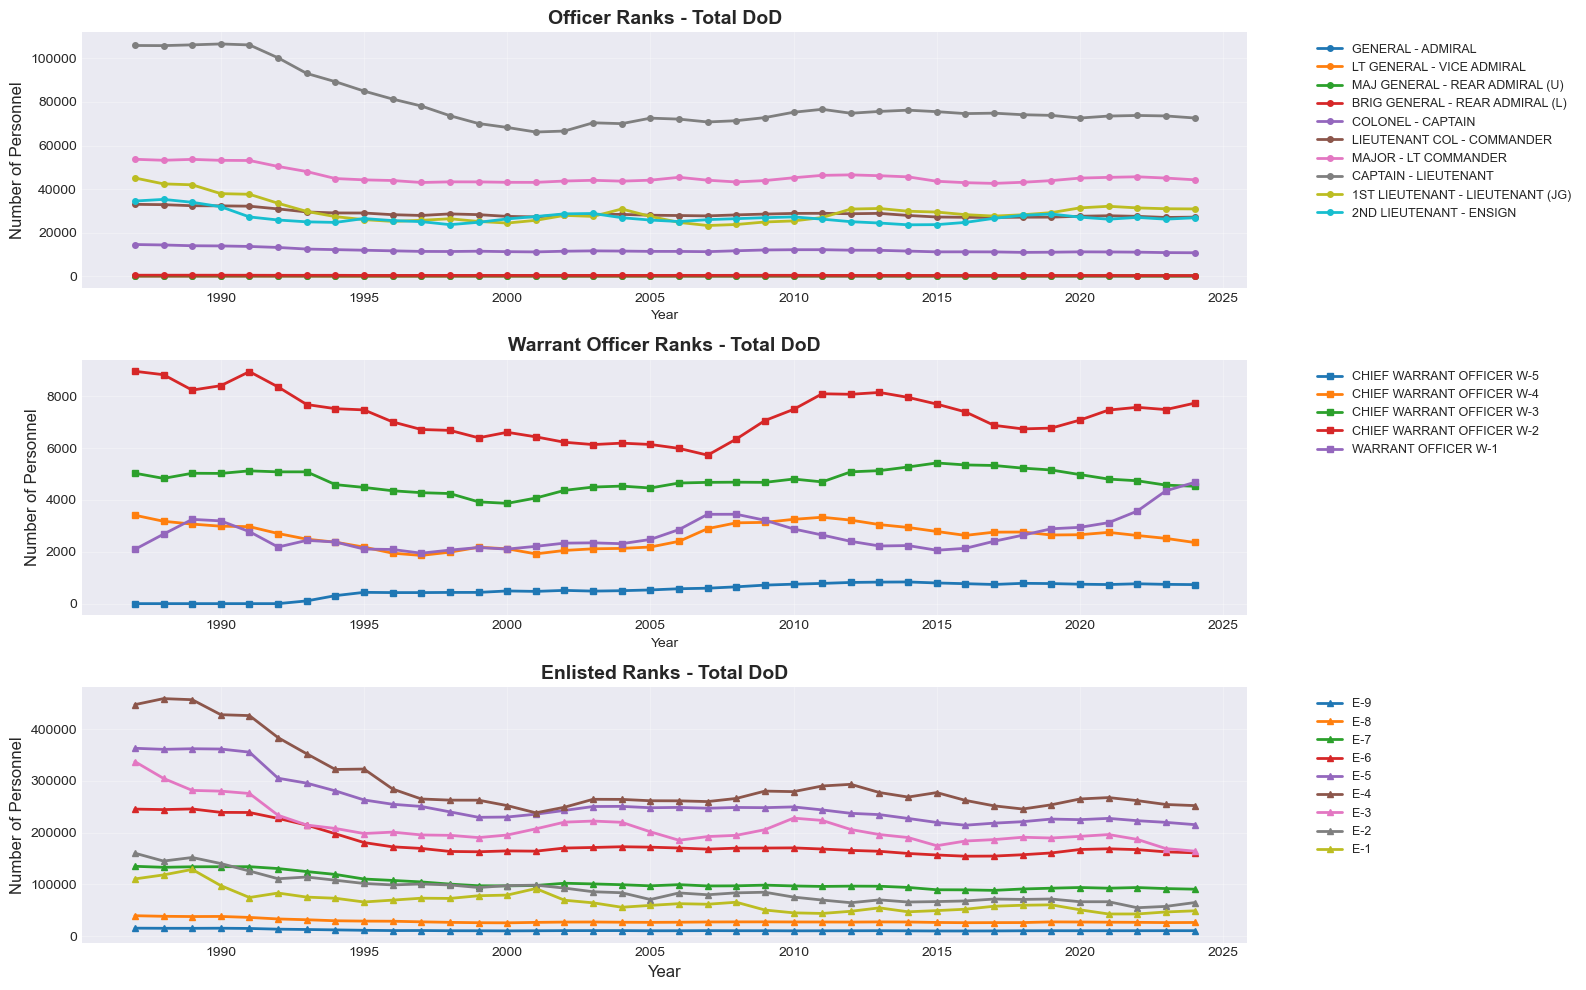 Officer Ranks - Total DoD
Number of Personnel
100000
80000
60000
40000
20000
0
1990 1995 2000 2005 2010 2015 2020 2025
Year
GENERAL - ADMIRAL
LT GENERAL - VICE ADMIRAL
MAJ GENERAL - REAR ADMIRAL (U)
BRIG GENERAL - REAR ADMIRAL (L)
COLONEL - CAPTAIN
LIEUTENANT COL - COMMANDER
MAJOR - LT COMMANDER
CAPTAIN - LIEUTENANT
1ST LIEUTENANT - LIEUTENANT (JG)
2ND LIEUTENANT - ENSIGN
Warrant Officer Ranks - Total DoD
Number of Personnel
8000
6000
4000
2000
0
1990 1995 2000 2005 2010 2015 2020 2025
Year
CHIEF WARRANT OFFICER W-5
CHIEF WARRANT OFFICER W-4
CHIEF WARRANT OFFICER W-3
CHIEF WARRANT OFFICER W-2
WARRANT OFFICER W-1
Enlisted Ranks - Total DoD
Number of Personnel
400000
300000
200000
100000
0
1990 1995 2000 2005 2010 2015 2020 2025
Year
E-9
E-8
E-7
E-6
E-5
E-4
E-3
E-2
E-1